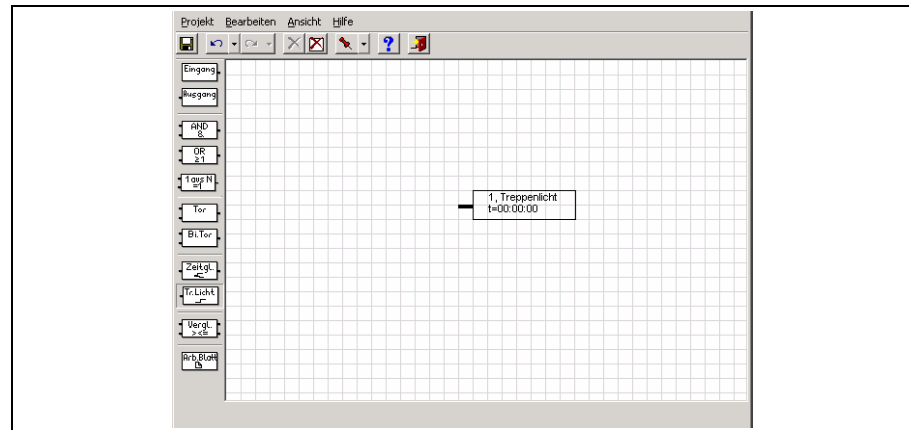 Projekt Bearbeiten Ansicht Hilfe
?
Eingang
Ausgang
AND
&
OR
≥1
1 aus N
=1
1, Treppenlicht
t=00:00:00
Tor
Bi.Tor
Zeitgl.
Tr.Licht
Vergl.
><=
Arb.Blatt